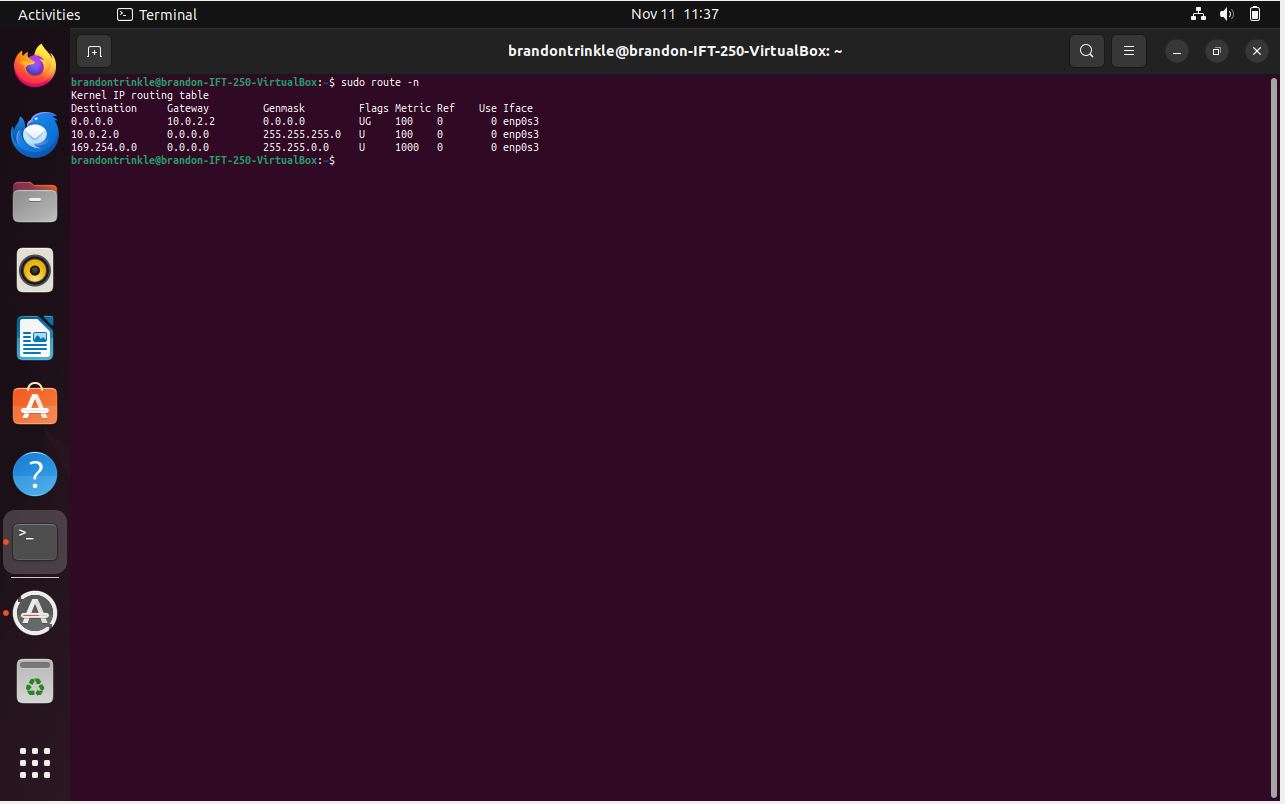 Activities Terminal Nov 11 11:37
brandontrinkle@brandon-IFT-250-VirtualBox: ~
brandontrinkle@brandon-IFT-250-VirtualBox:~$ sudo route -n
Kernel IP routing table
Destination     Gateway         Genmask         Flags Metric Ref    Use Iface
0.0.0.0         10.0.2.2        0.0.0.0         UG    100    0        0 enp0s3
10.0.2.0        0.0.0.0         255.255.255.0   U     100    0        0 enp0s3
169.254.0.0     0.0.0.0         255.255.0.0     U     1000   0        0 enp0s3
brandontrinkle@brandon-IFT-250-VirtualBox:~$